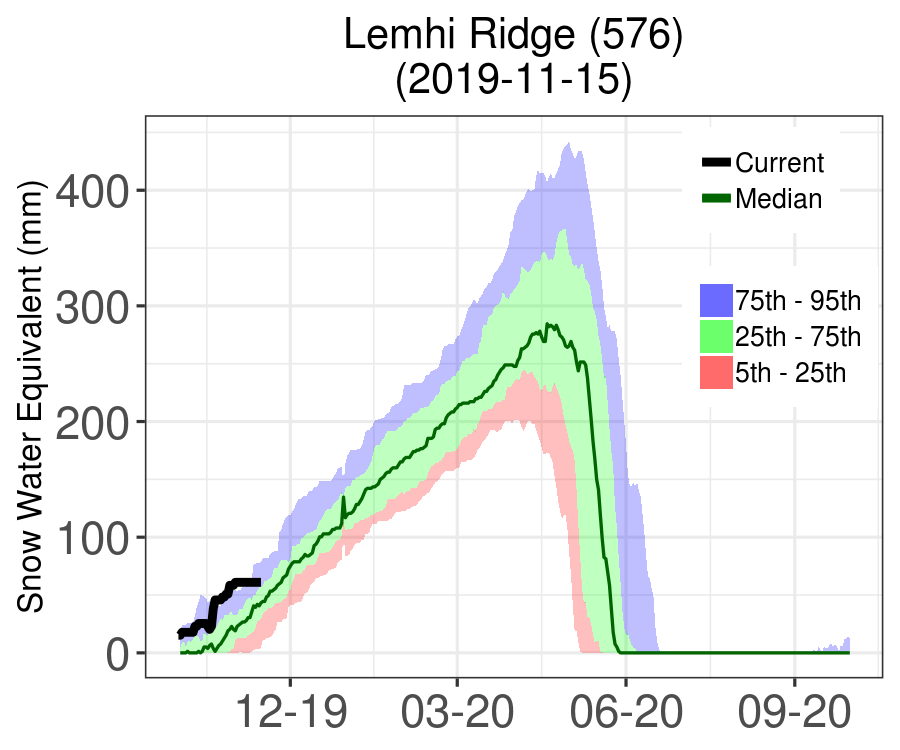 Lemhi Ridge (576)
(2019-11-15)
Snow Water Equivalent (mm)
400
300
200
100
0
Current
Median
75th - 95th
25th - 75th
5th - 25th
12-19 03-20 06-20 09-20